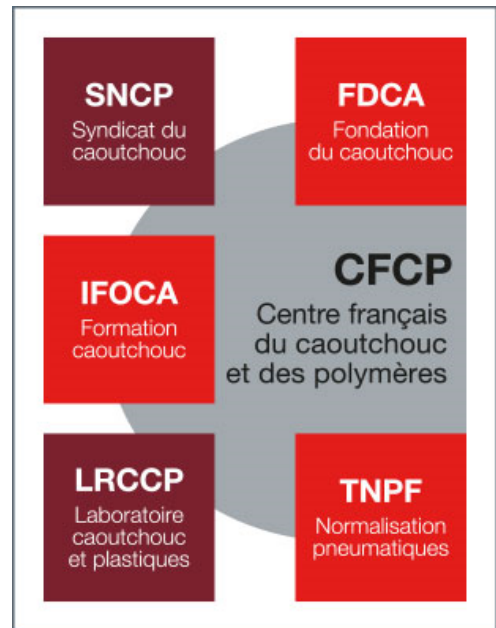 SNCP
Syndicat du
caoutchouc
FDCA
Fondation
du caoutchouc
IFOCA
Formation
caoutchouc
CFCP
Centre français
du caoutchouc
et des polymères
LRCCP
Laboratoire
caoutchouc
et plastiques
TNPF
Normalisation
pneumatiques